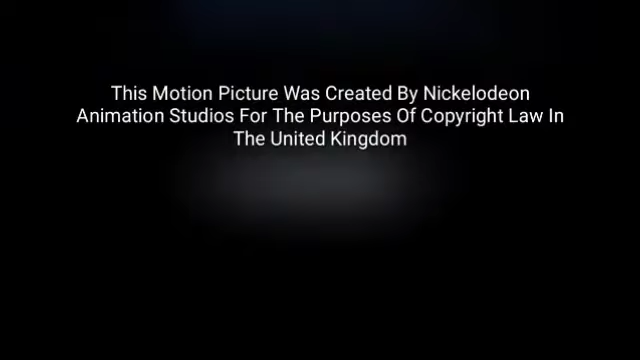 This Motion Picture Was Created By Nickelodeon
Animation Studios For The Purposes Of Copyright Law In
The United Kingdom